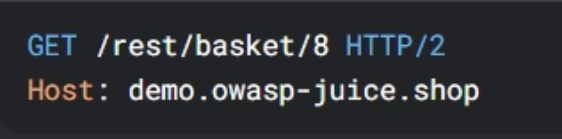 GET /rest/basket/8 HTTP/2
Host: demo.owasp-juice.shop